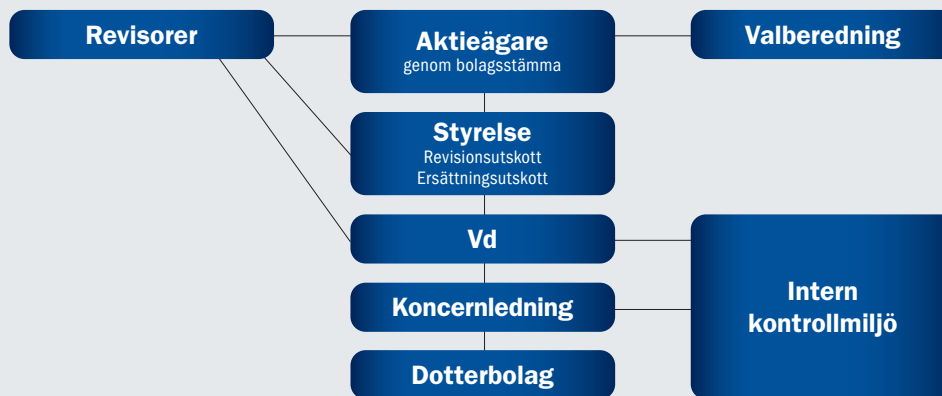 Revisorer
Aktieägare
genom bolagsstämma
Valberedning
Styrelse
Revisionsutskott
Ersättningsutskott
Vd
Koncernledning
Intern
kontrollmiljö
Dotterbolag